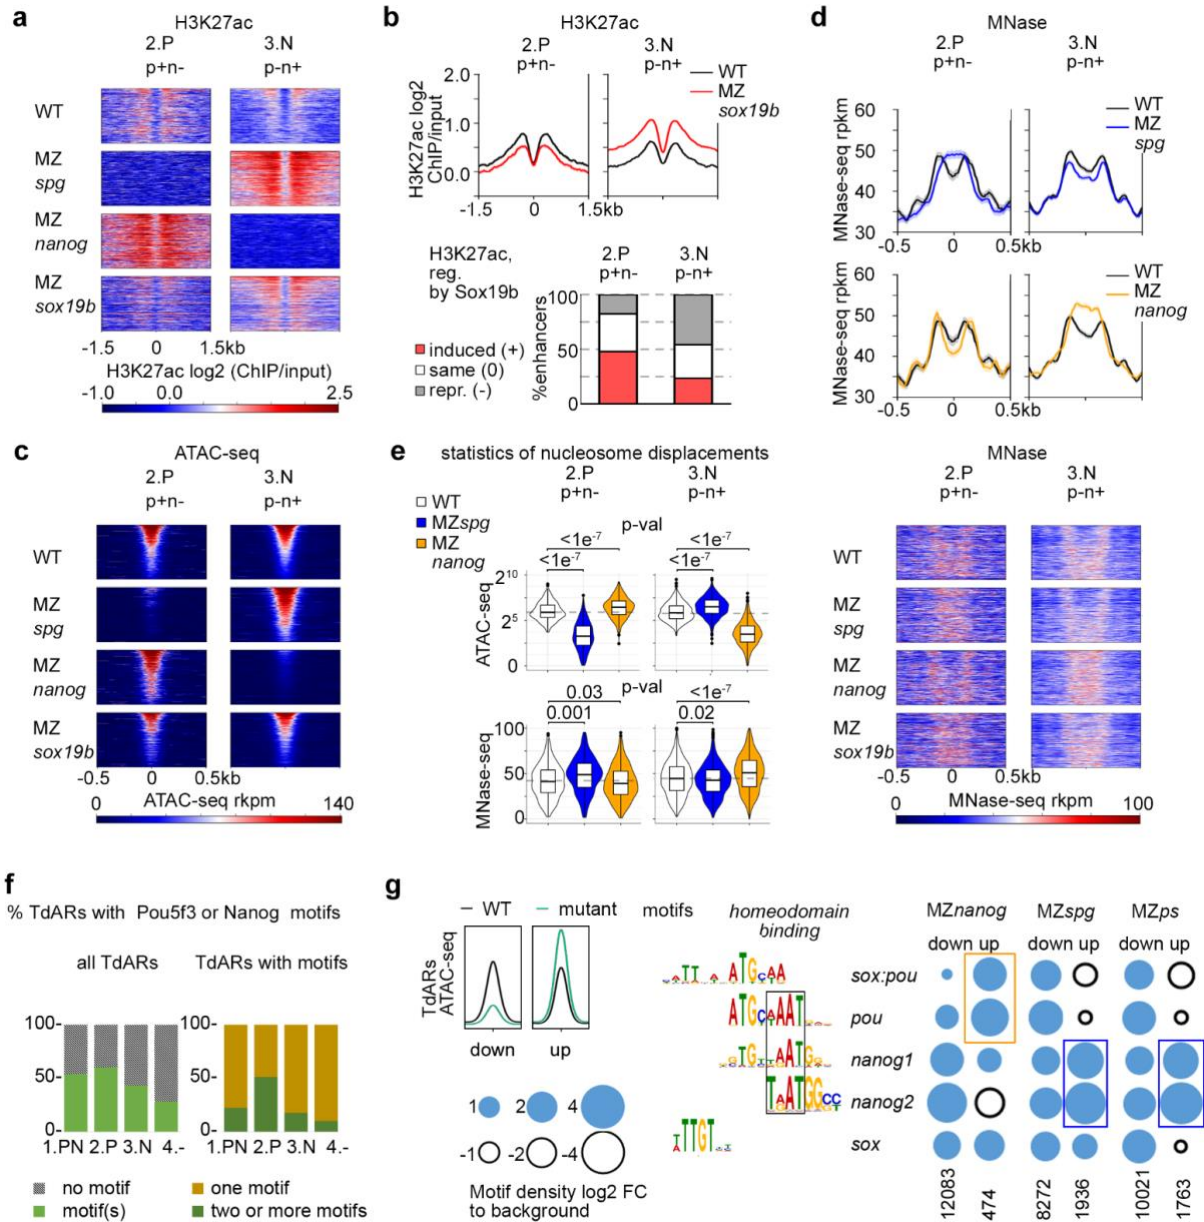 a
H3K27ac
2.P 3.N
p+n- p-n+
WT
MZ
spg
MZ
nanog
MZ
sox19b
-1.5 0 1.5kb
H3K27ac log2 (ChIP/input)
-1.0 0.0 2.5
b
H3K27ac
2.P 3.N
p+n- p-n+
WT
MZ
sox19b
H3K27ac log2
ChIP/input
2.0
1.0
0.0
-1.5 0 1.5kb
H3K27ac,
reg.
by Sox19b
2.P 3.N
p+n- p-n+
induced (+)
same (0)
repr. (-)
%enhancers
100
50
0
c
ATAC-seq
2.P 3.N
p+n- p-n+
WT
MZ
spg
MZ
nanog
MZ
sox19b
-0.5 0 0.5kb
0 ATAC-seq rkpm 140
d
MNase
2.P 3.N
p+n- p-n+
WT
MZ
spg
MNase-seq rpkm
60
50
40
30
-0.5 0 0.5kb
WT
MZ
nanog
MNase-seq rpkm
60
50
40
30
-0.5 0 0.5kb
MNase
2.P 3.N
p+n- p-n+
WT
MZ
spg
MZ
nanog
MZ
sox19b
-0.5 0 0.5kb
0 MNase-seq rpkm 100
e
statistics of nucleosome displacements
2.P 3.N
p+n- p-n+
WT
MZspg
MZ
nanog
p-val
<1e-7 <1e-7
<1e-7 <1e-7
ATAC-seq
2^10
2^5
0
p-val
0.03 <1e-7
0.001 0.02
MNase-seq
100
50
0
f
% TdARs with Pou5f3 or Nanog motifs
all TdARs TdARs with motifs
100- 100-
50- 50-
0- 0-
1.PN 2.P 3.N 4.- 1.PN 2.P 3.N 4.-
no motif one motif
motif(s) two or more motifs
g
WT mutant
TdARs
ATAC-seq
down up
1 2 4
-1 -2 -4
Motif density log2 FC
to background
motifs
homeodomain
binding
MZnanog MZspg MZps
down up down up down up
sox:pou
pou
nanog1
nanog2
sox
12083 474 8272 1936 10021 1763